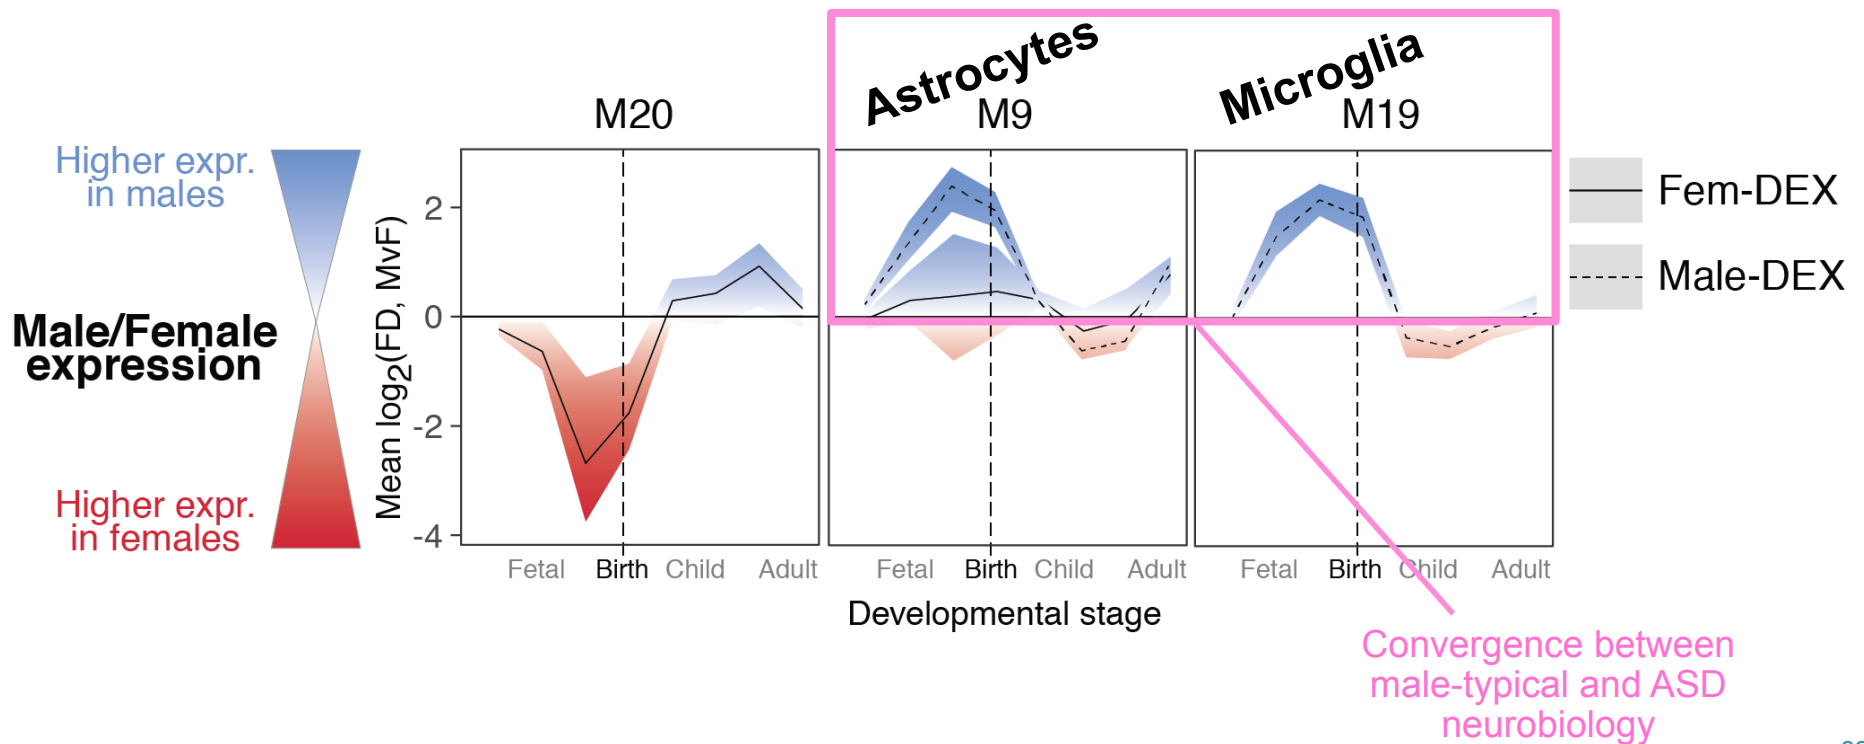 Astrocytes
Microglia
M20
M9
M19
Higher expr.
in males
Male/Female
expression
Higher expr.
in females
Mean log2(FD, MvF)
2
0
-2
-4
Fetal Birth Child Adult
Fetal Birth Child Adult
Fetal Birth Child Adult
Developmental stage
Fem-DEX
Male-DEX
Convergence between
male-typical and ASD
neurobiology